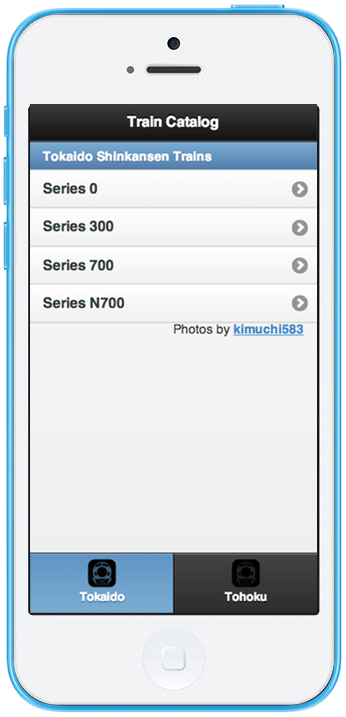 Train Catalog
Tokaido Shinkansen Trains
Series 0
Series 300
Series 700
Series N700
Photos by kimuchi583
Tokaido Tohoku